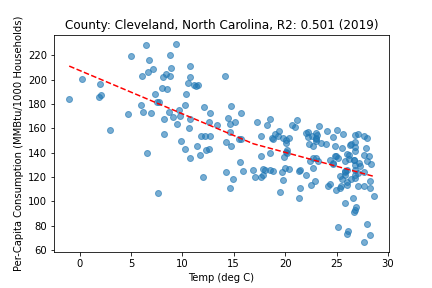 County: Cleveland, North Carolina, R2: 0.501 (2019)
Per-Capita Consumption (MMBtu/1000 Households)
220
200
180
160
140
120
100
80
60
0 5 10 15 20 25 30
Temp (deg C)